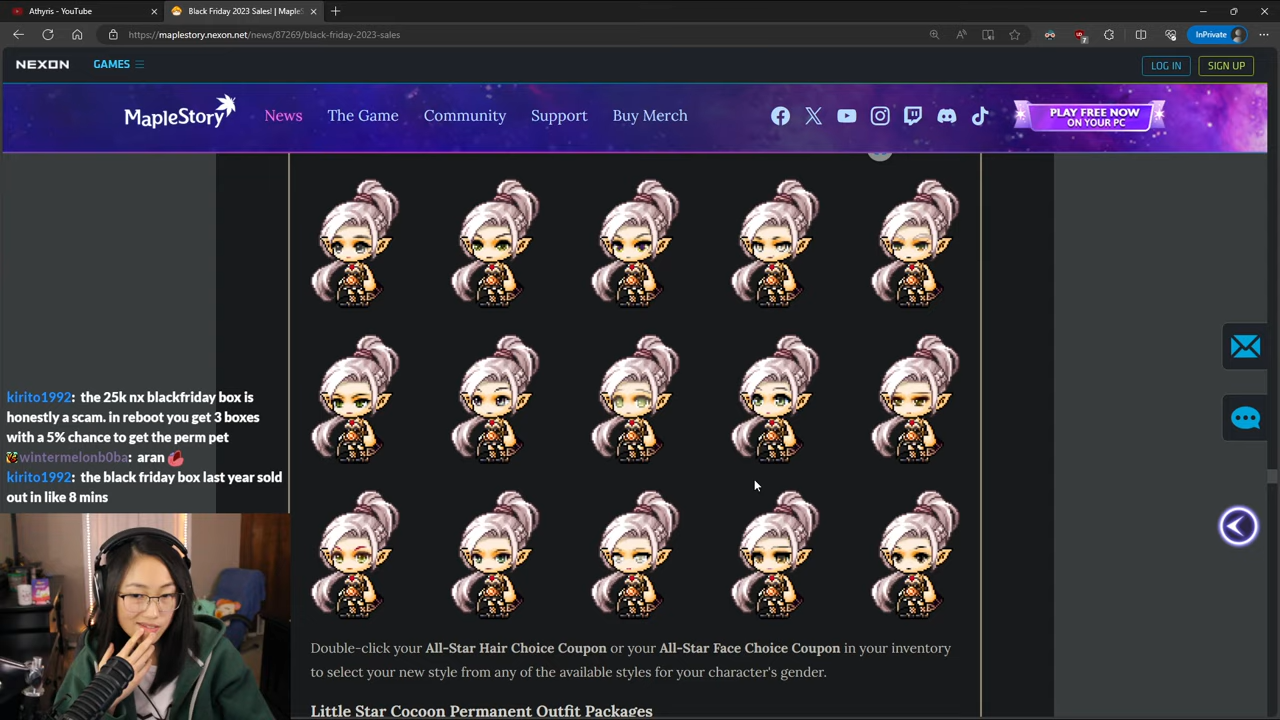 Athyris - YouTube
Black Friday 2023 Sales! | MapleS
https://maplestory.nexon.net/news/87269/black-friday-2023-sales
InPrivate
NEXON
GAMES
LOG IN
SIGN UP
MapleStory
News
The Game
Community
Support
Buy Merch
PLAY FREE NOW
ON YOUR PC
kirito1992: the 25k nx blackfriday box is
honestly a scam. in reboot you get 3 boxes
with a 5% chance to get the perm pet
wintermelonb0ba: aran
kirito1992: the black friday box last year sold
out in like 8 mins
Double-click your All-Star Hair Choice Coupon or your All-Star Face Choice Coupon in your inventory
to select your new style from any of the available styles for your character's gender.
Little Star Cocoon Permanent Outfit Packages